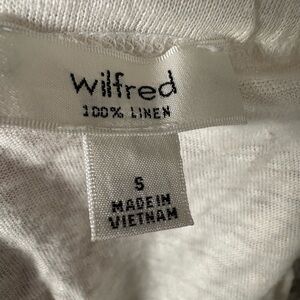 wilfred
100% LINEN
S
MADE IN
VIETNAM